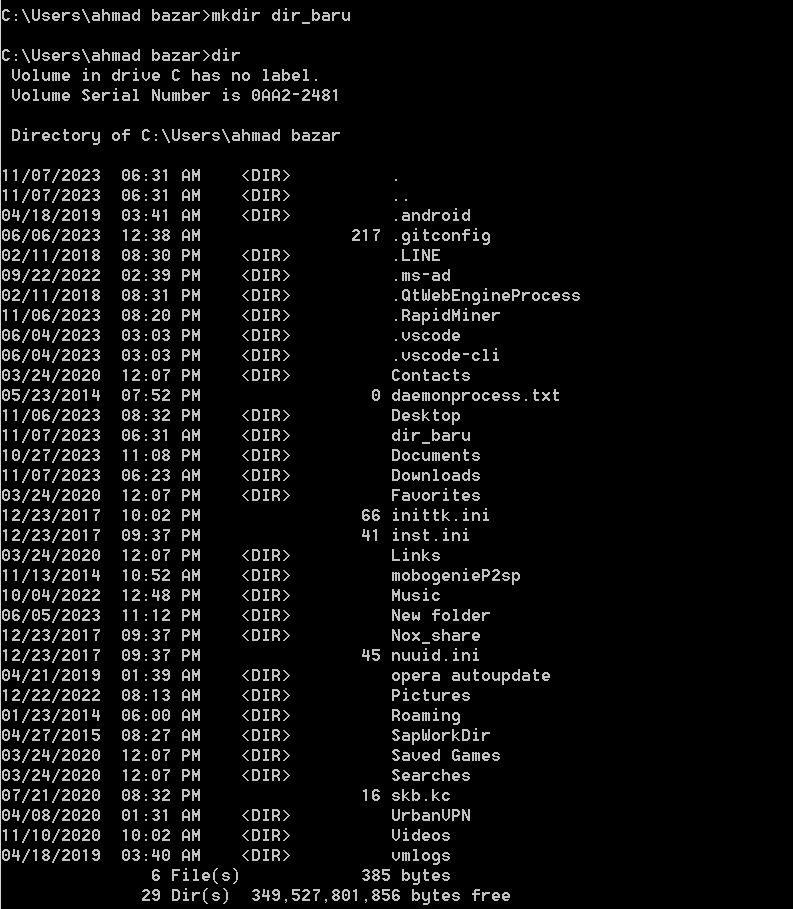 C:\Users\ahmad bazar>mkdir dir_baru
C:\Users\ahmad bazar>dir
 Volume in drive C has no label.
 Volume Serial Number is 0AA2-2481
 Directory of C:\Users\ahmad bazar
11/07/2023  06:31 AM    <DIR>          .
11/07/2023  06:31 AM    <DIR>          ..
04/18/2019  03:41 AM    <DIR>          .android
06/06/2023  12:38 AM               217 .gitconfig
02/11/2018  08:30 PM    <DIR>          .LINE
09/22/2022  02:39 PM    <DIR>          .ms-ad
02/11/2018  08:31 PM    <DIR>          .QtWebEngineProcess
11/06/2023  08:20 PM    <DIR>          .RapidMiner
06/04/2023  03:03 PM    <DIR>          .vscode
06/04/2023  03:03 PM    <DIR>          .vscode-cli
03/24/2020  12:07 PM    <DIR>          Contacts
05/23/2014  07:52 PM                 0 daemonprocess.txt
11/06/2023  08:32 PM    <DIR>          Desktop
11/07/2023  06:31 AM    <DIR>          dir_baru
10/27/2023  11:08 PM    <DIR>          Documents
11/07/2023  06:23 AM    <DIR>          Downloads
03/24/2020  12:07 PM    <DIR>          Favorites
12/23/2017  10:02 PM                66 inittk.ini
12/23/2017  09:37 PM                41 inst.ini
03/24/2020  12:07 PM    <DIR>          Links
11/13/2014  10:52 AM    <DIR>          mobogenieP2sp
10/04/2022  12:48 PM    <DIR>          Music
06/05/2023  11:12 PM    <DIR>          New folder
12/23/2017  09:37 PM    <DIR>          Nox_share
12/23/2017  09:37 PM                45 nuuid.ini
04/21/2019  01:39 AM    <DIR>          opera autoupdate
12/22/2022  08:13 AM    <DIR>          Pictures
01/23/2014  06:00 AM    <DIR>          Roaming
04/27/2015  08:27 AM    <DIR>          SapWorkDir
03/24/2020  12:07 PM    <DIR>          Saved Games
03/24/2020  12:07 PM    <DIR>          Searches
07/21/2020  08:32 PM                16 skb.kc
04/08/2020  01:31 AM    <DIR>          UrbanVPN
11/10/2020  10:02 AM    <DIR>          Videos
04/18/2019  03:40 AM    <DIR>          vmlogs
               6 File(s)            385 bytes
              29 Dir(s)  349,527,801,856 bytes free